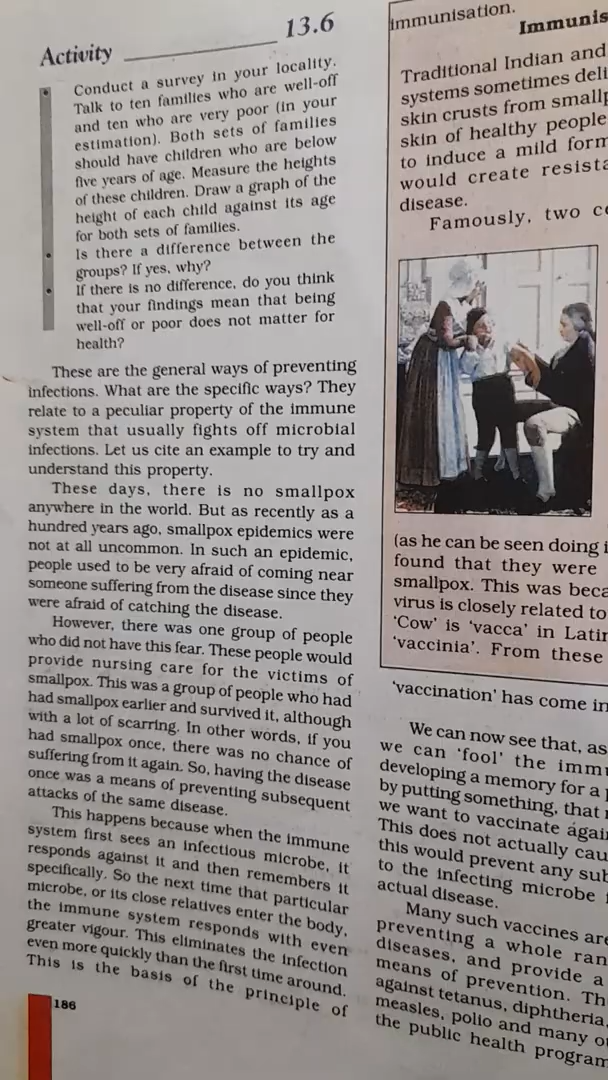 Activity 13.6
Conduct a survey in your locality.
Talk to ten families who are well-off
and ten who are very poor (in your
estimation). Both sets of families
should have children who are below
five years of age. Measure the heights
of these children. Draw a graph of the
height of each child against its age
for both sets of families.
Is there a difference between the
groups? If yes, why?
If there is no difference, do you think
that your findings mean that being
well-off or poor does not matter for
health?
These are the general ways of preventing
infections. What are the specific ways? They
relate to a peculiar property of the immune
system that usually fights off microbial
infections. Let us cite an example to try and
understand this property.
These days, there is no smallpox
anywhere in the world. But as recently as a
hundred years ago, smallpox epidemics were
not at all uncommon. In such an epidemic,
people used to be very afraid of coming near
someone suffering from the disease since they
were afraid of catching the disease.
However, there was one group of people
who did not have this fear. These people would
provide nursing care for the victims of
smallpox. This was a group of people who had
had smallpox earlier and survived it, although
with a lot of scarring. In other words, if you
had smallpox once, there was no chance of
suffering from it again. So, having the disease
once was a means of preventing subsequent
attacks of the same disease.
This happens because when the immune
system first sees an infectious microbe, it
responds against it and then remembers it
specifically. So the next time that particular
microbe, or its close relatives enter the body,
the immune system responds with even
greater vigour. This eliminates the infection
even more quickly than the first time around.
This is the basis of the principle of
186
immunisation.
Immunis
Traditional Indian and
systems sometimes deli
skin crusts from smallp
skin of healthy people
to induce a mild form
would create resista
disease.
Famously, two c
(as he can be seen doing i
found that they were
smallpox. This was beca
virus is closely related to
'Cow' is 'vacca' in Latin
'vaccinia'. From these
'vaccination' has come in
We can now see that, as
we can 'fool' the immu
developing a memory for a p
by putting something, that
we want to vaccinate agai
This does not actually cau
this would prevent any sub
to the infecting microbe
actual disease.
Many such vaccines are
preventing a whole ran
diseases, and provide a
means of prevention. Th
against tetanus, diphtheria,
measles, polio and many o
the public health program